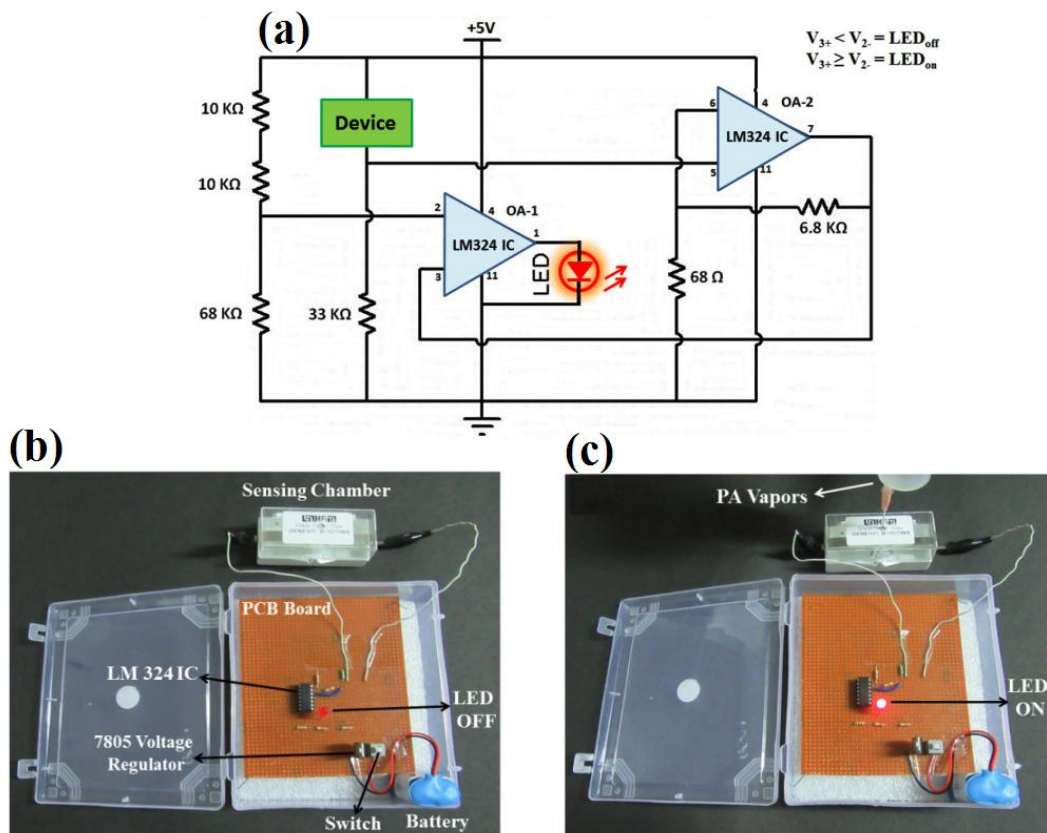 (a)
+5V
V3+ < V2- = LEDoff
V3+ ≥ V2- = LEDon
10 KΩ
Device
10 KΩ
68 KΩ
33 KΩ
2
3
4
OA-1
LM324 IC
1
11
LED
6
5
4
OA-2
LM324 IC
7
11
6.8 KΩ
68 Ω
(b)
Sensing Chamber
PCB Board
LM 324 IC
LED
OFF
7805 Voltage
Regulator
Switch
Battery
(c)
PA Vapors
LED
ON